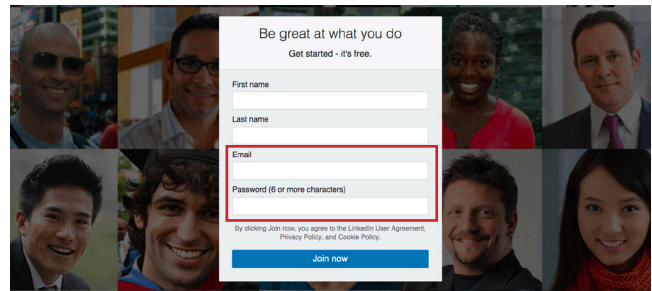 Be great at what you do
Get started - it's free.
First name
Last name
Email
Password (6 or more characters)
By clicking Join now, you agree to the LinkedIn User Agreement,
Privacy Policy, and Cookie Policy.
Join now